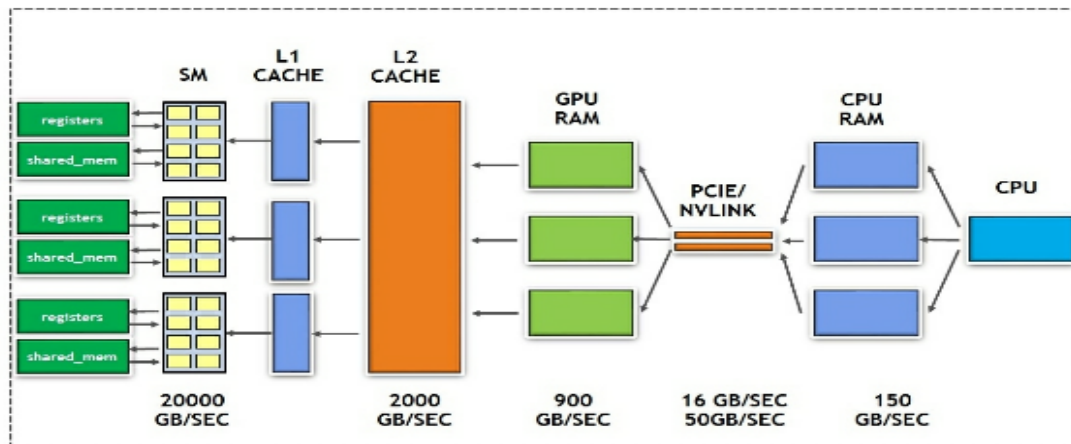 SM
L1
CACHE
L2
CACHE
GPU
RAM
PCIE/
NVLINK
CPU
RAM
CPU
registers
shared_mem
registers
shared_mem
registers
shared_mem
20000
GB/SEC
2000
GB/SEC
900
GB/SEC
16 GB/SEC
50GB/SEC
150
GB/SEC